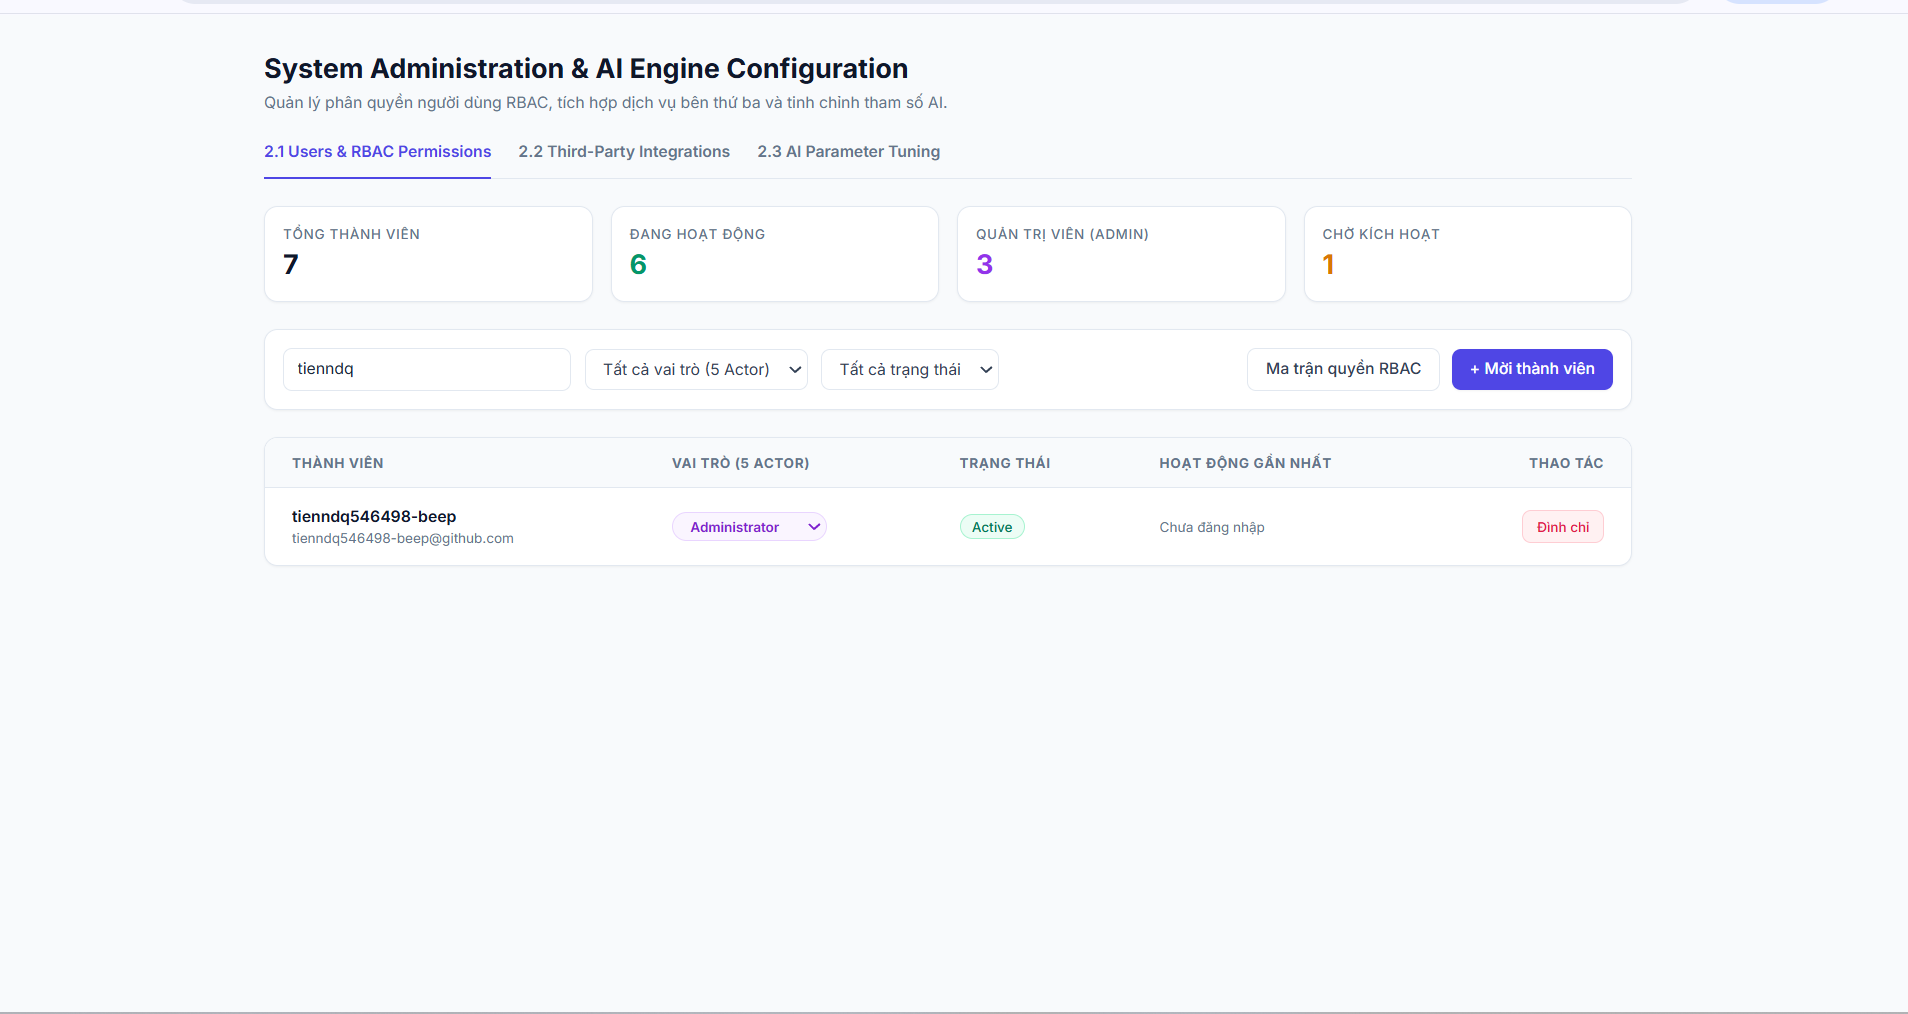 System Administration & AI Engine Configuration
Quản lý phân quyền người dùng RBAC, tích hợp dịch vụ bên thứ ba và tinh chỉnh tham số AI.
2.1 Users & RBAC Permissions 2.2 Third-Party Integrations 2.3 AI Parameter Tuning
TỔNG THÀNH VIÊN ĐANG HOẠT ĐỘNG QUẢN TRỊ VIÊN (ADMIN) CHỜ KÍCH HOẠT
7 6 3 1
tienndq Tất cả vai trò (5 Actor) Tất cả trạng thái Ma trận quyền RBAC + Mời thành viên
THÀNH VIÊN VAI TRÒ (5 ACTOR) TRẠNG THÁI HOẠT ĐỘNG GẦN NHẤT THAO TÁC
tienndq546498-beep
tienndq546498-beep@github.com
Administrator Active Chưa đăng nhập Đình chỉ